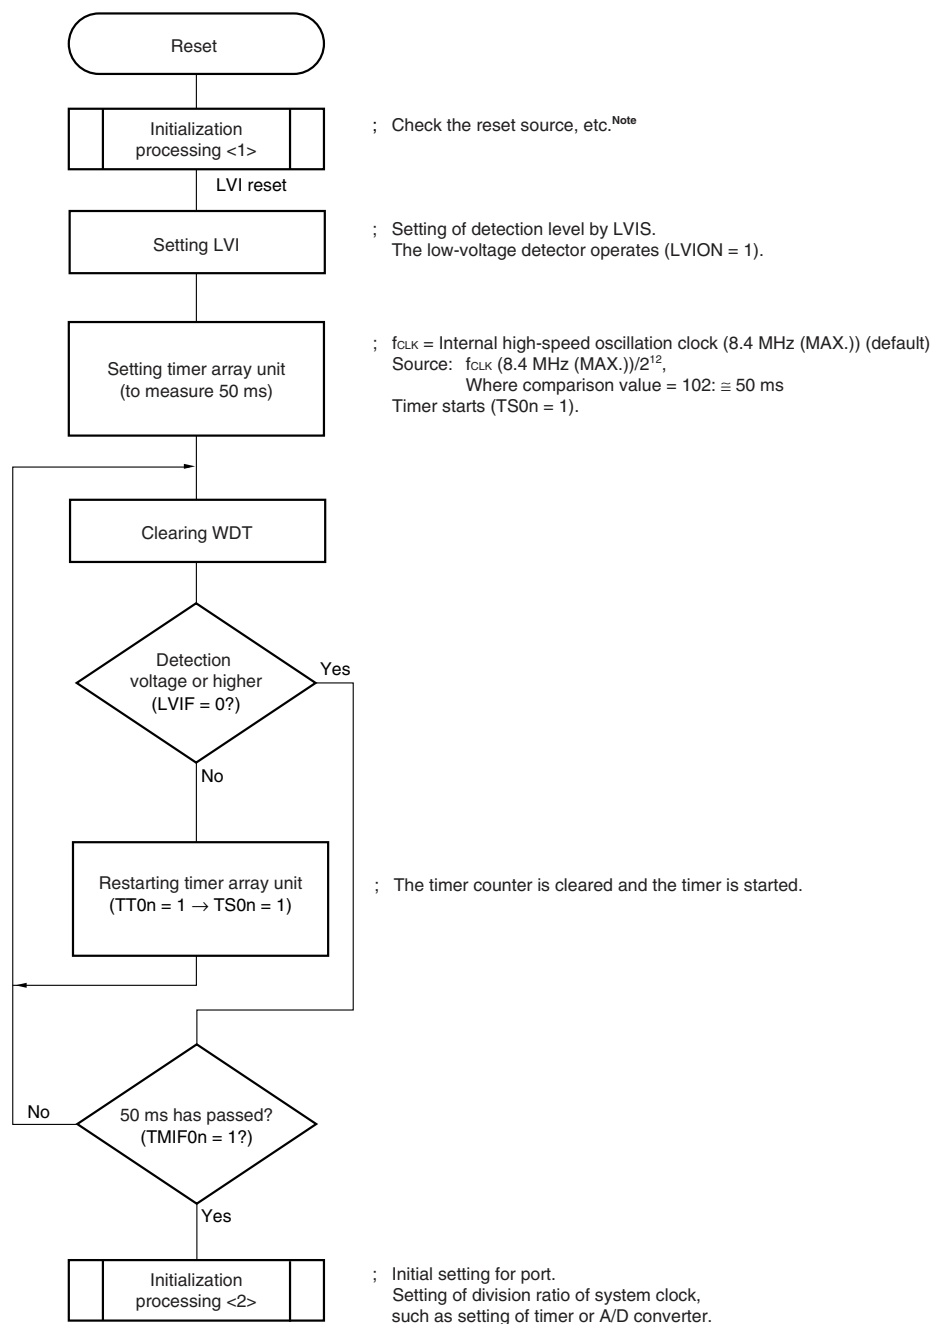 Reset
Initialization
processing <1>
; Check the reset source, etc.Note
LVI reset
Setting LVI
; Setting of detection level by LVIS.
The low-voltage detector operates (LVION = 1).
Setting timer array unit
(to measure 50 ms)
; fCLK = Internal high-speed oscillation clock (8.4 MHz (MAX.)) (default)
Source: fCLK (8.4 MHz (MAX.))/2¹²,
Where comparison value = 102: ≅ 50 ms
Timer starts (TS0n = 1).
Clearing WDT
Detection
voltage or higher
(LVIF = 0?)
Yes
No
Restarting timer array unit
(TT0n = 1 → TS0n = 1)
; The timer counter is cleared and the timer is started.
50 ms has passed?
(TMIF0n = 1?)
No
Yes
Initialization
processing <2>
; Initial setting for port.
Setting of division ratio of system clock,
such as setting of timer or A/D converter.